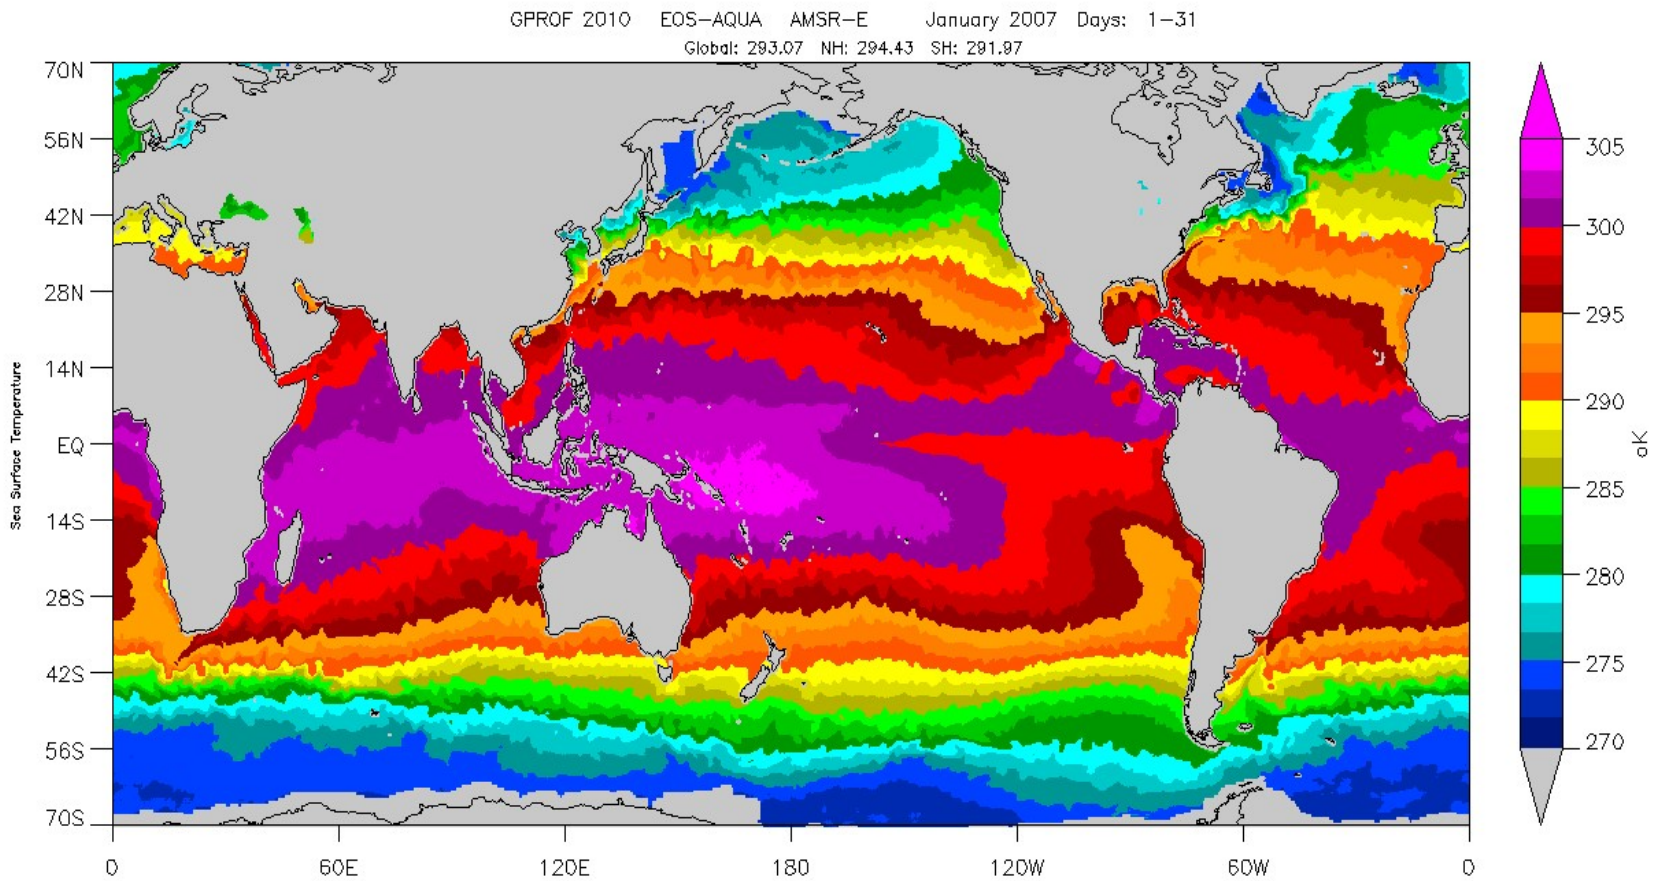 GPROF 2010 EOS-AQUA AMSR-E January 2007 Days: 1-31
Global: 293.07 NH: 294.43 SH: 291.97
70N
56N
42N
28N
14N
EQ
14S
28S
42S
56S
70S
Sea Surface Temperature
0 60E 120E 180 120W 60W 0
305
300
295
290
285
280
275
270
oK